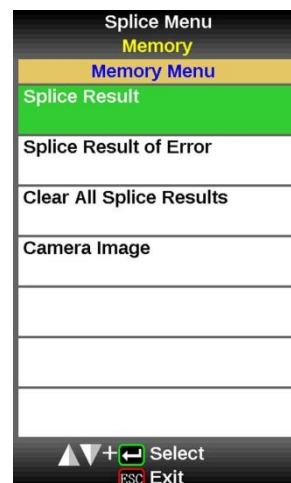 Splice Menu
Memory
Memory Menu
Splice Result
Splice Result of Error
Clear All Splice Results
Camera Image
+ Select
ESC Exit